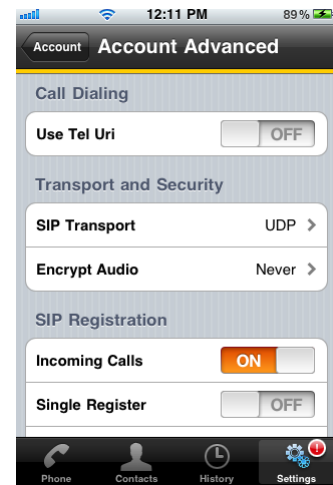 12:11 PM 89%
Account Account Advanced
Call Dialing
Use Tel Uri OFF
Transport and Security
SIP Transport UDP >
Encrypt Audio Never >
SIP Registration
Incoming Calls ON
Single Register OFF
Phone Contacts History Settings